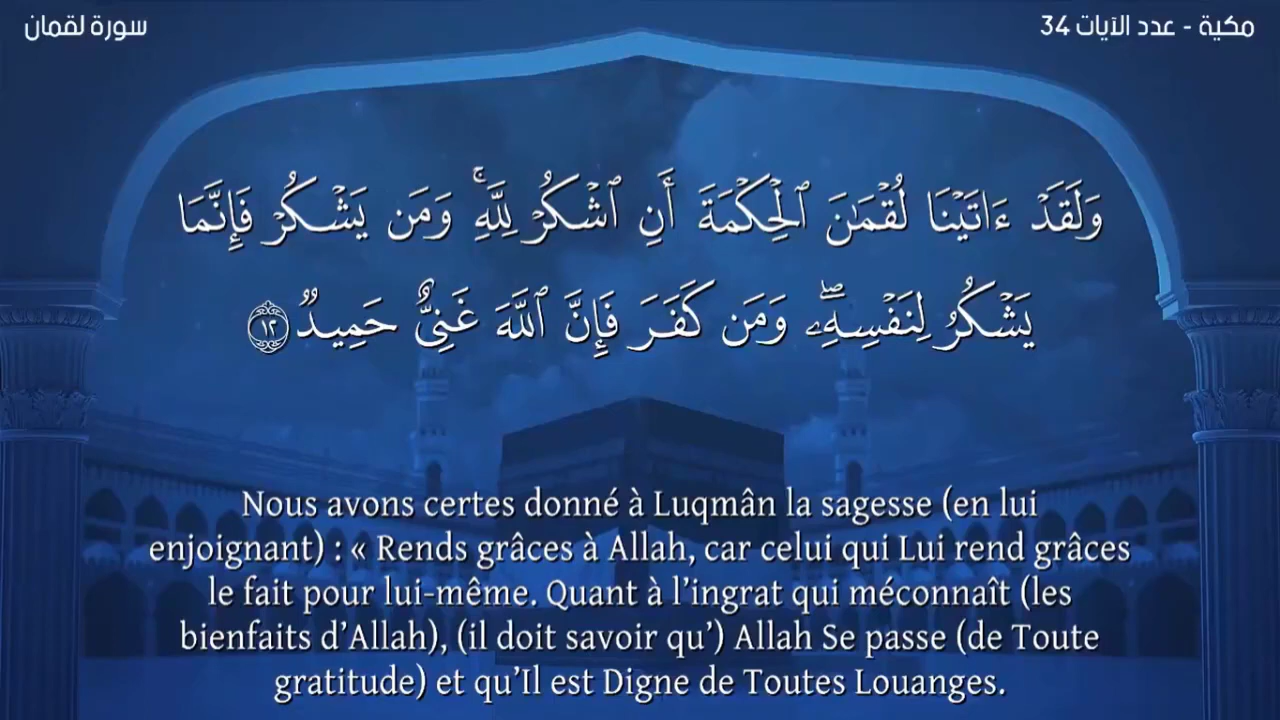 مكية - عدد الآيات 34
سورة لقمان
وَلَقَدْ ءَاتَيْنَا لُقْمَٰنَ ٱلْحِكْمَةَ أَنِ ٱشْكُرْ لِلَّهِ ۚ وَمَن يَشْكُرْ فَإِنَّمَا
يَشْكُرُ لِنَفْسِهِۦ ۖ وَمَن كَفَرَ فَإِنَّ ٱللَّهَ غَنِىٌّ حَمِيدٌ ١٢
Nous avons certes donné à Luqmân la sagesse (en lui
enjoignant) : « Rends grâces à Allah, car celui qui Lui rend grâces
le fait pour lui-même. Quant à l’ingrat qui méconnaît (les
bienfaits d’Allah), (il doit savoir qu’) Allah Se passe (de Toute
gratitude) et qu’Il est Digne de Toutes Louanges.